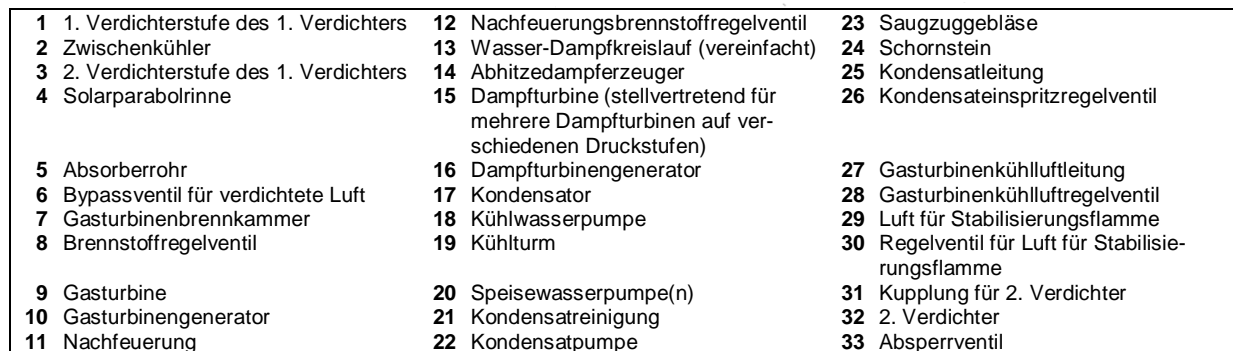 1 1. Verdichterstufe des 1. Verdichters 12 Nachfeuerungsbrennstoffregelventil 23 Saugzuggebläse
2 Zwischenkühler 13 Wasser-Dampfkreislauf (vereinfacht) 24 Schornstein
3 2. Verdichterstufe des 1. Verdichters 14 Abhitzedampferzeuger 25 Kondensatleitung
4 Solarparabolrinne 15 Dampfturbine (stellvertretend für 26 Kondensateinspritzregelventil
mehrere Dampfturbinen auf ver-
schiedenen Druckstufen)
5 Absorberrohr 16 Dampfturbinengenerator 27 Gasturbinenkühlluftleitung
6 Bypassventil für verdichtete Luft 17 Kondensator 28 Gasturbinenkühlluftregelventil
7 Gasturbinenbrennkammer 18 Kühlwasserpumpe 29 Luft für Stabilisierungsflamme
8 Brennstoffregelventil 19 Kühlturm 30 Regelventil für Luft für Stabilisie-
rungsflamme
9 Gasturbine 20 Speisewasserpumpe(n) 31 Kupplung für 2. Verdichter
10 Gasturbinengenerator 21 Kondensatreinigung 32 2. Verdichter
11 Nachfeuerung 22 Kondensatpumpe 33 Absperrventil